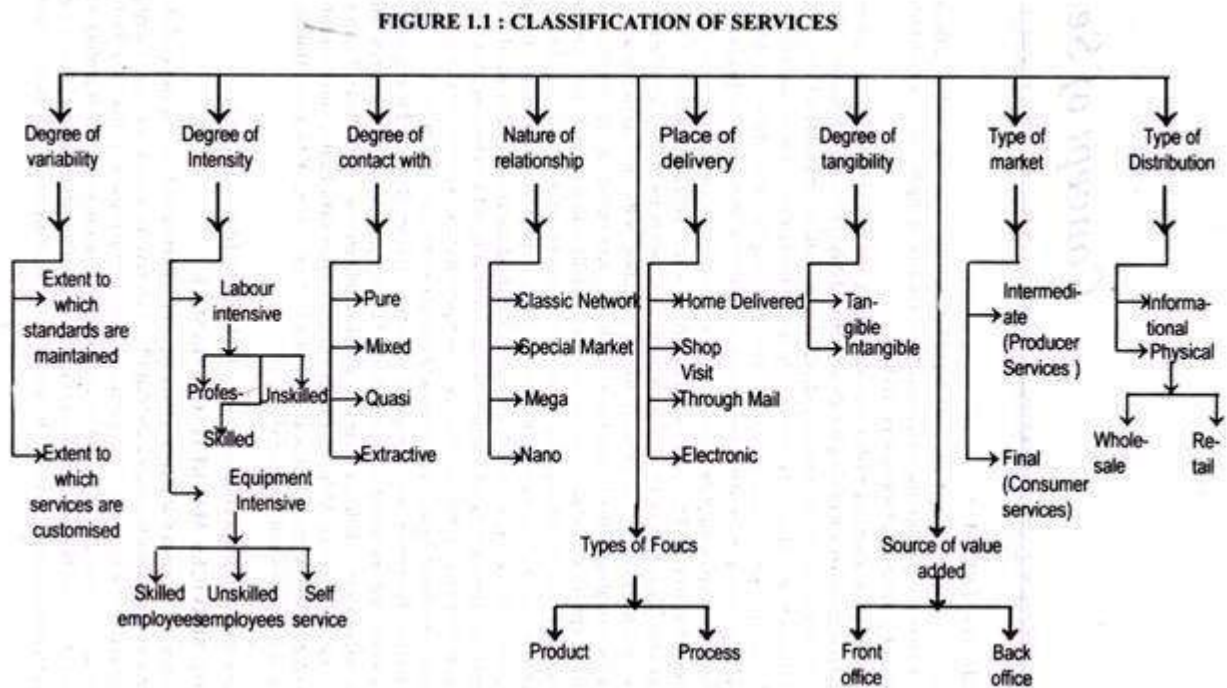 FIGURE 1.1 : CLASSIFICATION OF SERVICES
Degree of
variability
Extent to
which
standards are
maintained
Extent to
which
services are
customised
Degree of
Intensity
Labour
intensive
Profes-
Unskilled
Skilled
Equipment
Intensive
Skilled
employees
Unskilled
employees
Self
service
Degree of
contact with
Pure
Mixed
Quasi
Extractive
Nature of
relationship
Classic Network
Special Market
Mega
Nano
Types of Foucs
Product
Process
Place of
delivery
Home Delivered
Shop
Visit
Through Mail
Electronic
Degree of
tangibility
Tan-
gible
Intangible
Source of value
added
Front
office
Back
office
Type of
market
Intermedi-
ate
(Producer
Services )
Final
(Consumer
services)
Type of
Distribution
Informa-
tional
Physical
Whole-
sale
Re-
tail